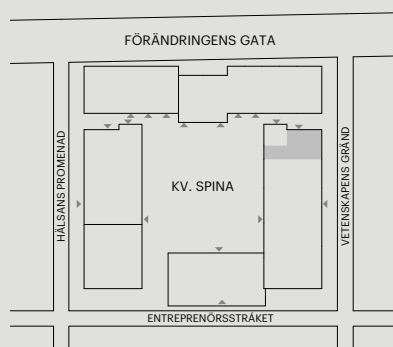 FÖRÄNDRINGENS GATA
HÄLSANS PROMENAD
KV. SPINA
VETENSKAPENS GRÄND
ENTREPRENÖRSSTRÅKET